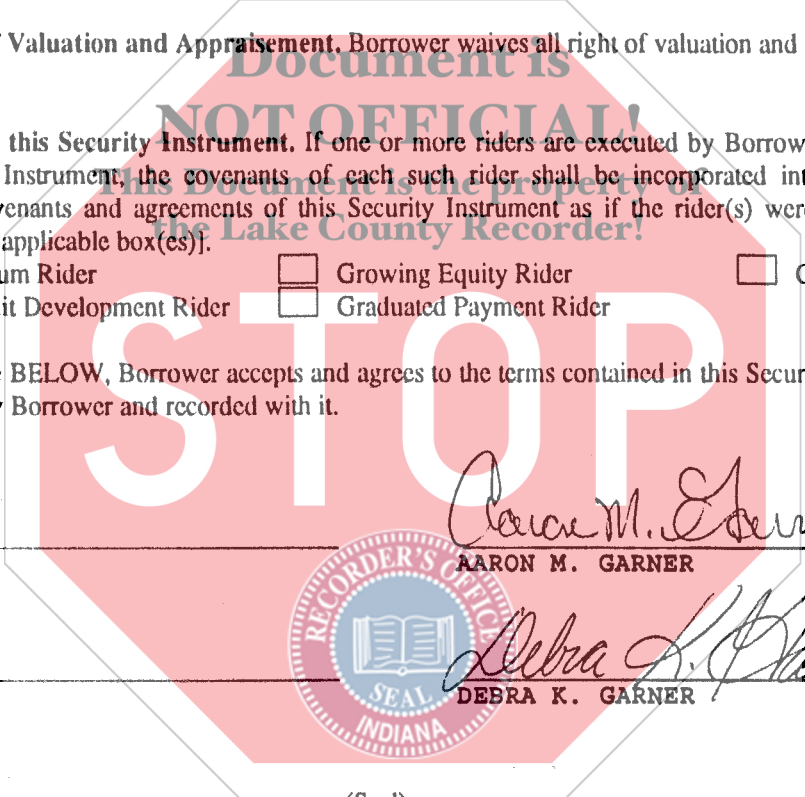 Valuation and Appraisement. Borrower waives all right of valuation and
Document is
NOT OFFICIAL!
this Security Instrument. If one or more riders are executed by Borrow
Instrument, the covenants of each such rider shall be incorporated int
This Document is the property of
venants and agreements of this Security Instrument as if the rider(s) were
the Lake County Recorder!
applicable box(es)].
um Rider Growing Equity Rider
it Development Rider Graduated Payment Rider
STOP
BELOW, Borrower accepts and agrees to the terms contained in this Secur
Borrower and recorded with it.
Aaron M. Garn
AARON M. GARNER
RECORDER'S OFFICE
Debra K. Ga
SEAL
DEBRA K. GARNER
INDIANA